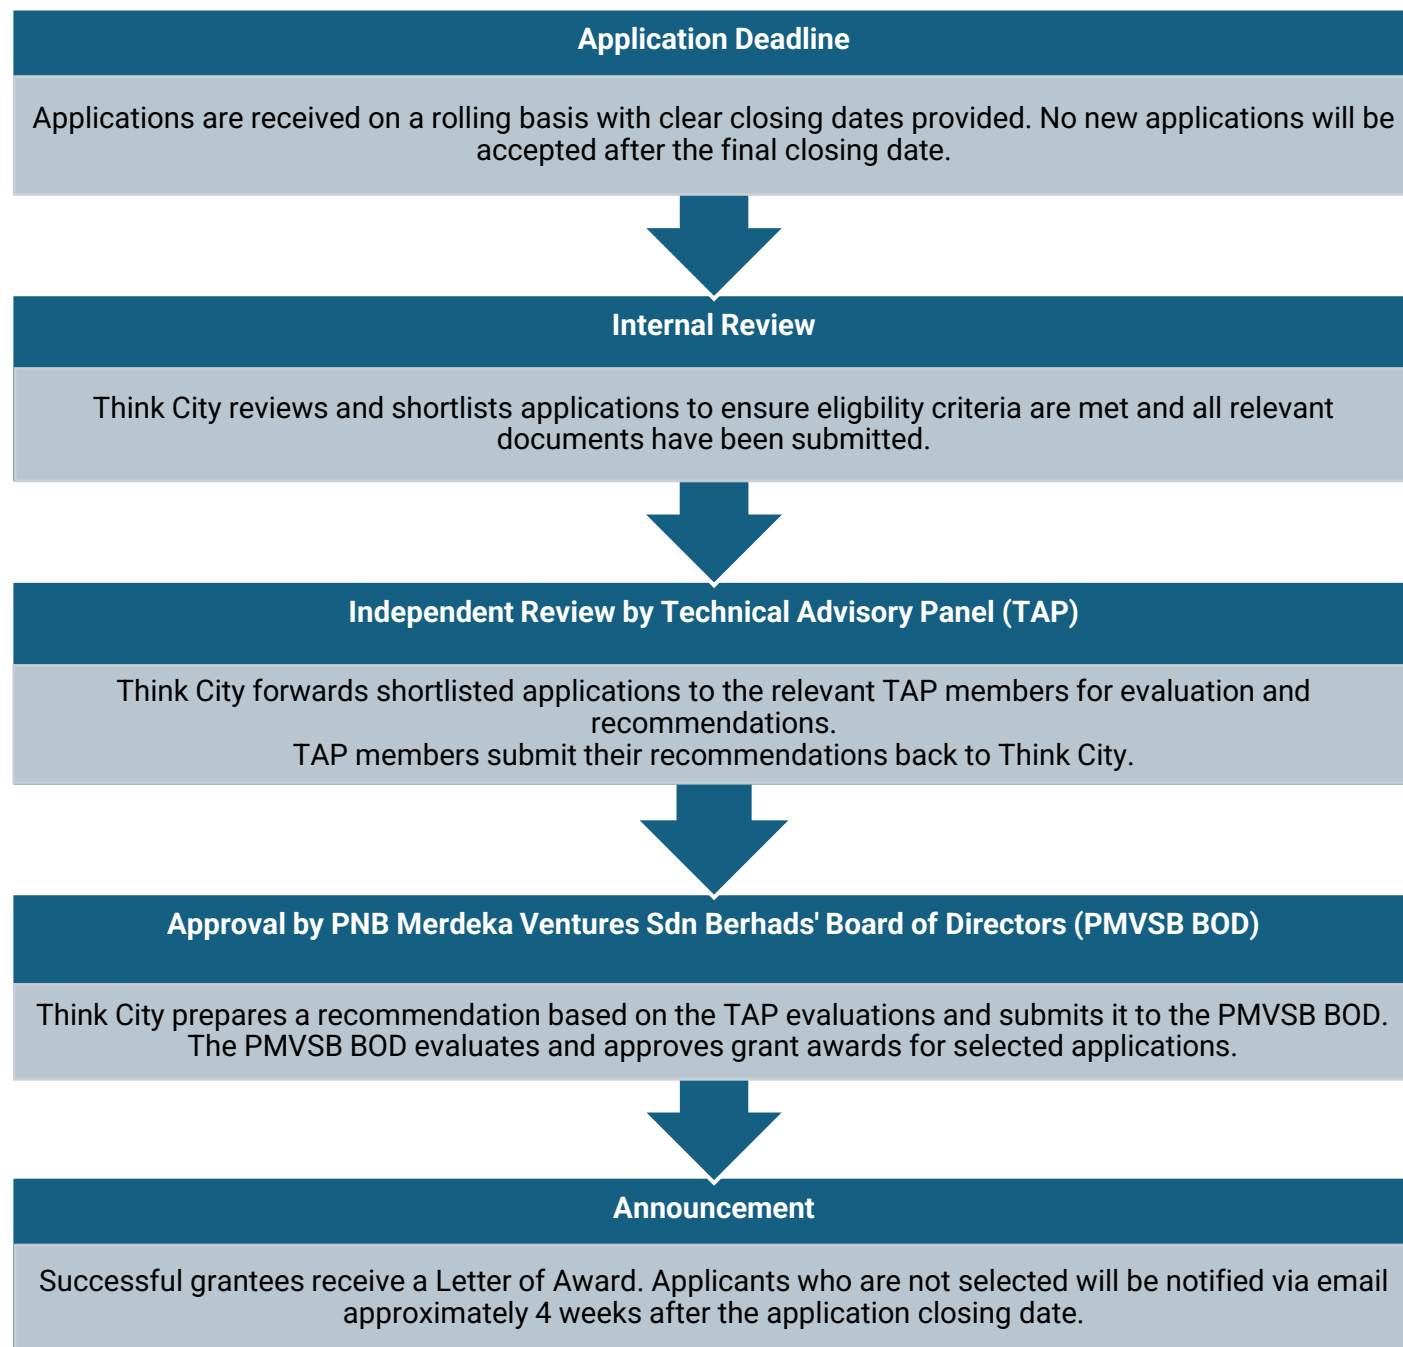 Application Deadline
Applications are received on a rolling basis with clear closing dates provided. No new applications will be
accepted after the final closing date.
Internal Review
Think City reviews and shortlists applications to ensure eligbility criteria are met and all relevant
documents have been submitted.
Independent Review by Technical Advisory Panel (TAP)
Think City forwards shortlisted applications to the relevant TAP members for evaluation and
recommendations.
TAP members submit their recommendations back to Think City.
Approval by PNB Merdeka Ventures Sdn Berhads' Board of Directors (PMVSB BOD)
Think City prepares a recommendation based on the TAP evaluations and submits it to the PMVSB BOD.
The PMVSB BOD evaluates and approves grant awards for selected applications.
Announcement
Successful grantees receive a Letter of Award. Applicants who are not selected will be notified via email
approximately 4 weeks after the application closing date.